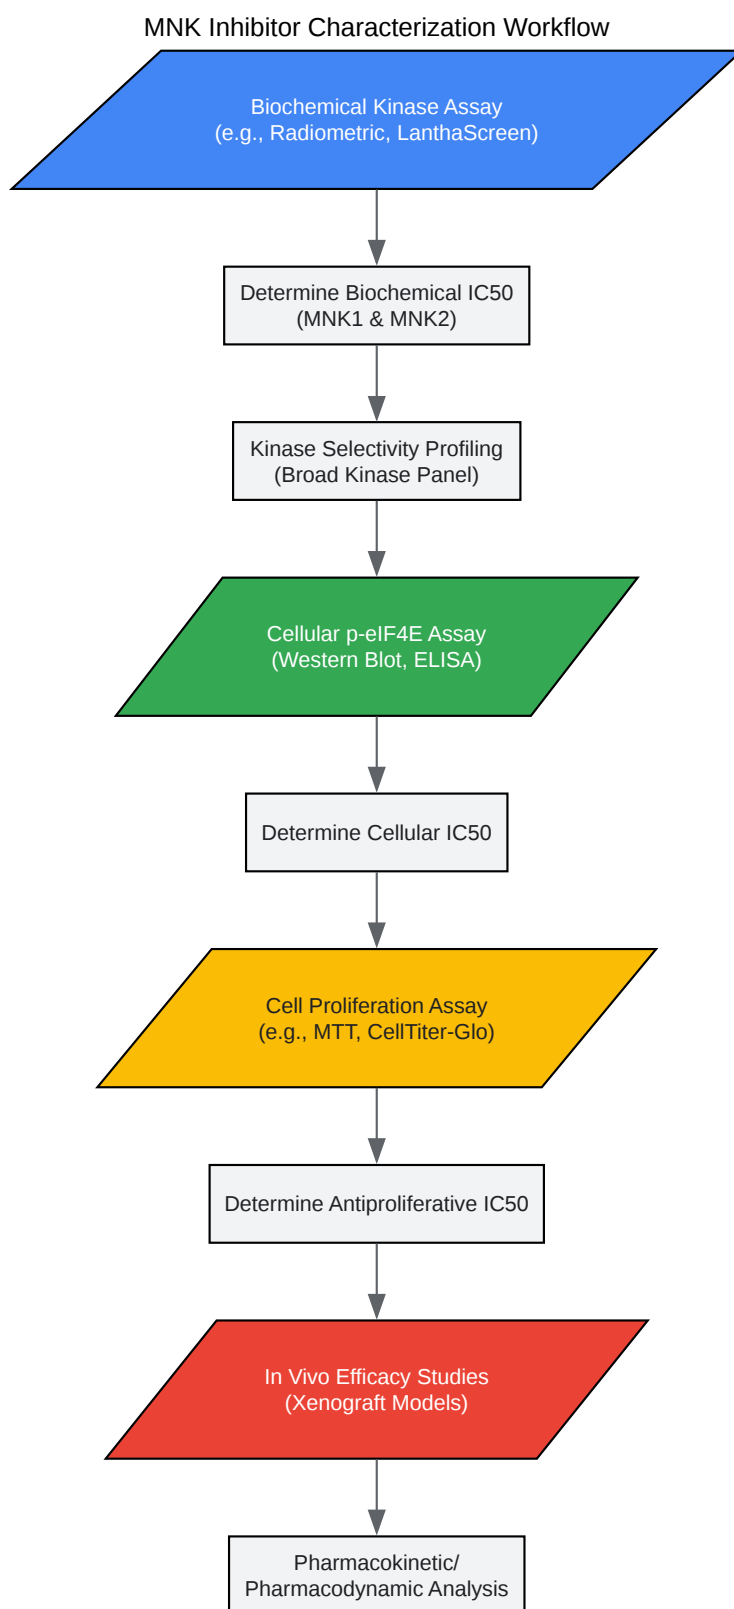 MNK Inhibitor Characterization Workflow
Biochemical Kinase Assay
(e.g., Radiometric, LanthaScreen)
Determine Biochemical IC50
(MNK1 & MNK2)
Kinase Selectivity Profiling
(Broad Kinase Panel)
Cellular p-eIF4E Assay
(Western Blot, ELISA)
Determine Cellular IC50
Cell Proliferation Assay
(e.g., MTT, CellTiter-Glo)
Determine Antiproliferative IC50
In Vivo Efficacy Studies
(Xenograft Models)
Pharmacokinetic/
Pharmacodynamic Analysis